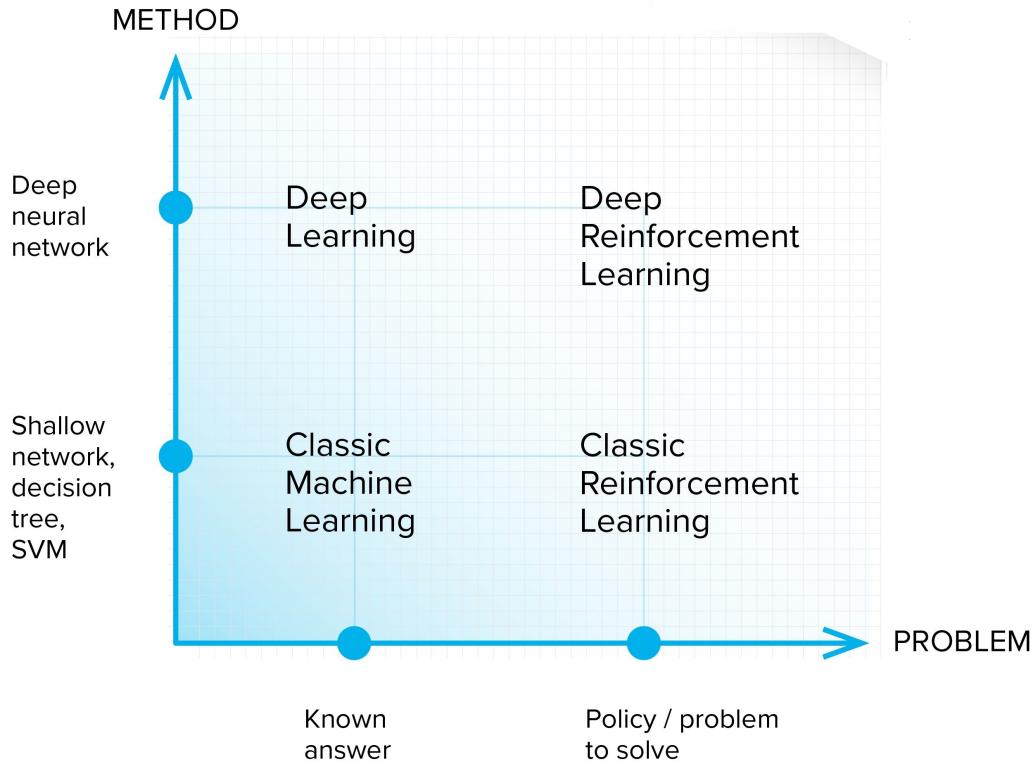 METHOD
Deep
neural
network
Deep
Learning
Deep
Reinforcement
Learning
Shallow
network,
decision
tree,
SVM
Classic
Machine
Learning
Classic
Reinforcement
Learning
PROBLEM
Known
answer
Policy / problem
to solve